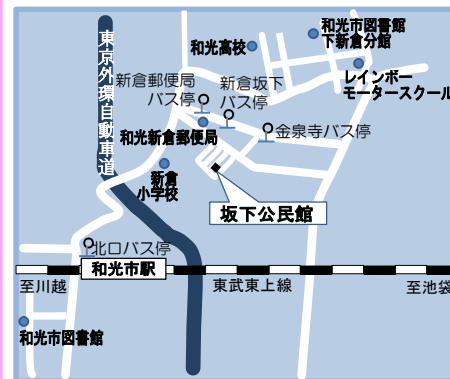 和光市図書館
下新倉分館
和光高校
東京外環自動車道
レインボー
モータースクール
新倉郵便局
バス停
新倉坂下
バス停
金泉寺バス停
和光新倉郵便局
新倉
小学校
坂下公民館
北口バス停
和光市駅
至川越
東武東上線
至池袋
和光市図書館